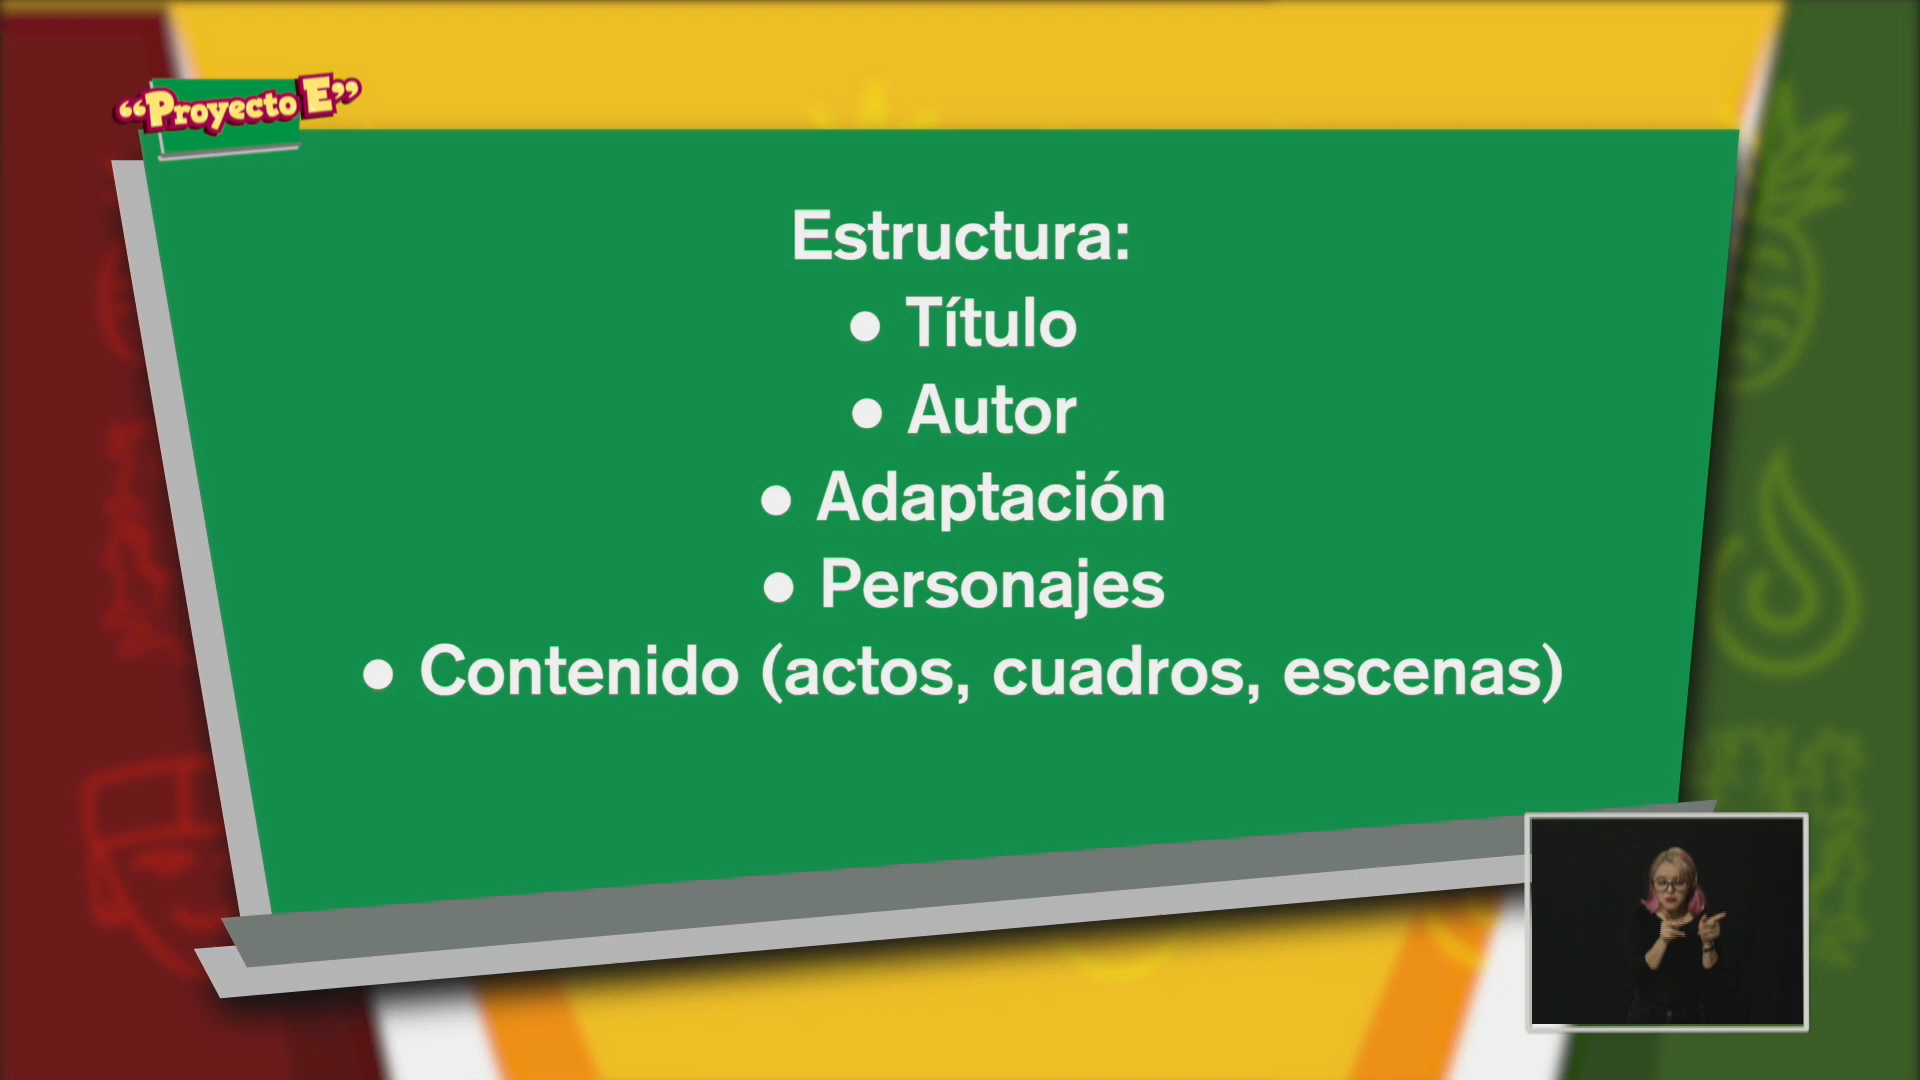 “Proyecto E”
Estructura:
● Título
● Autor
● Adaptación
● Personajes
● Contenido (actos, cuadros, escenas)